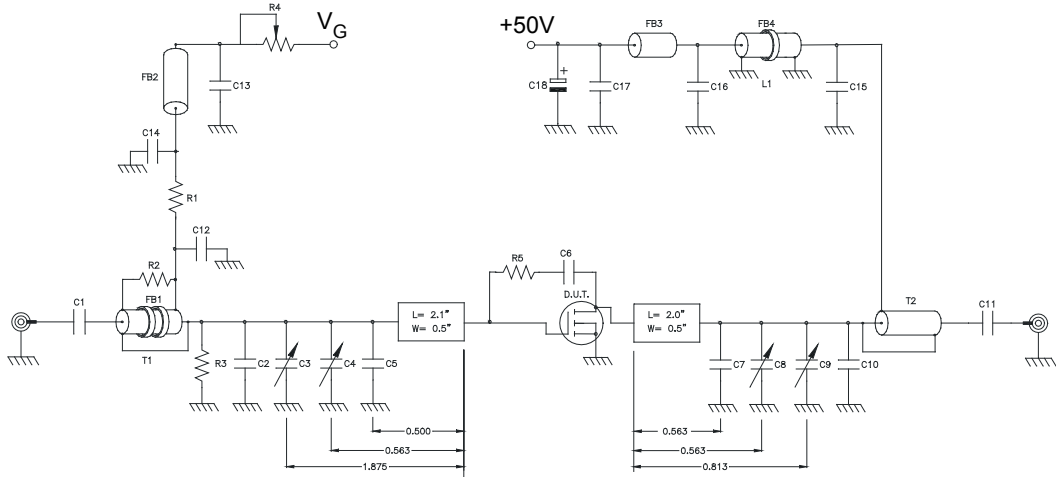 R4
V_G
+50V
FB3
FB4
FB2
C13
C18
+
C17
C16
L1
C15
C14
R1
C12
R2
FB1
C1
T1
R3
C2
C3
C4
C5
L= 2.1"
W= 0.5"
R5
C6
D.U.T.
L= 2.0"
W= 0.5"
C7
C8
C9
C10
T2
C11
0.500
0.563
1.875
0.563
0.563
0.813